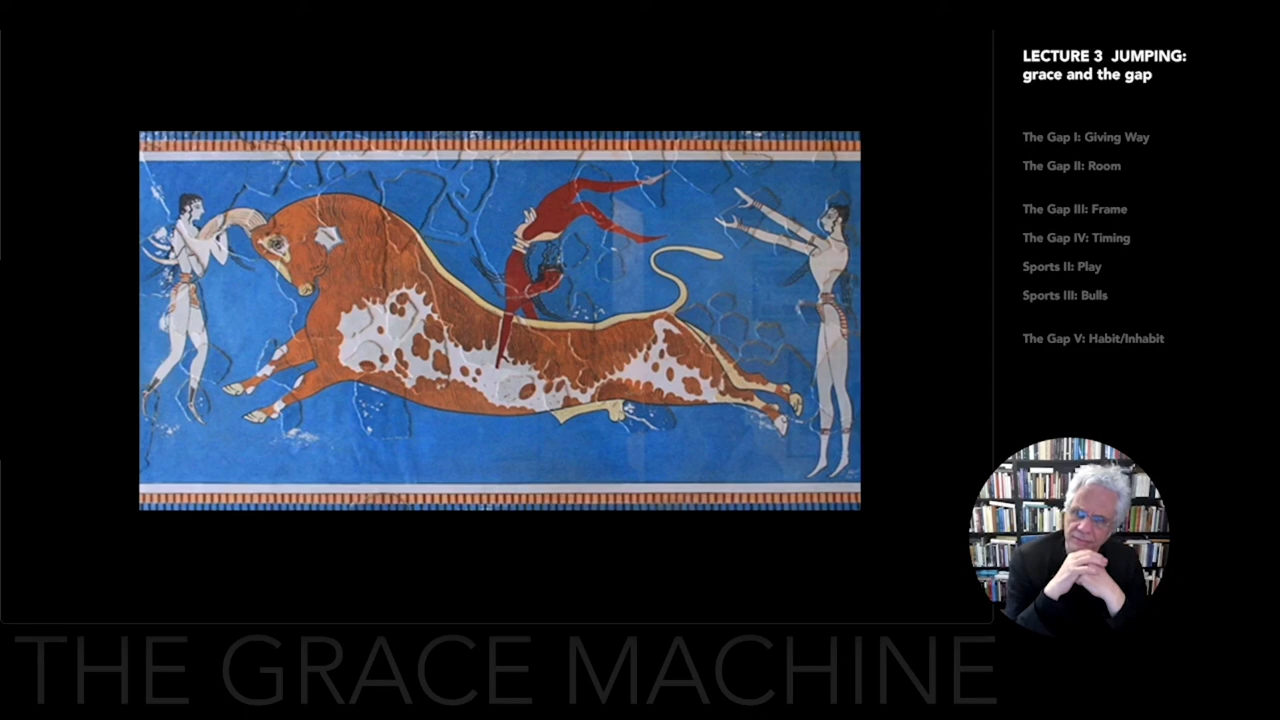 LECTURE 3 JUMPING:
grace and the gap
The Gap I: Giving Way
The Gap II: Room
The Gap III: Frame
The Gap IV: Timing
Sports II: Play
Sports III: Bulls
The Gap V: Habit/Inhabit
THE GRACE MACHINE